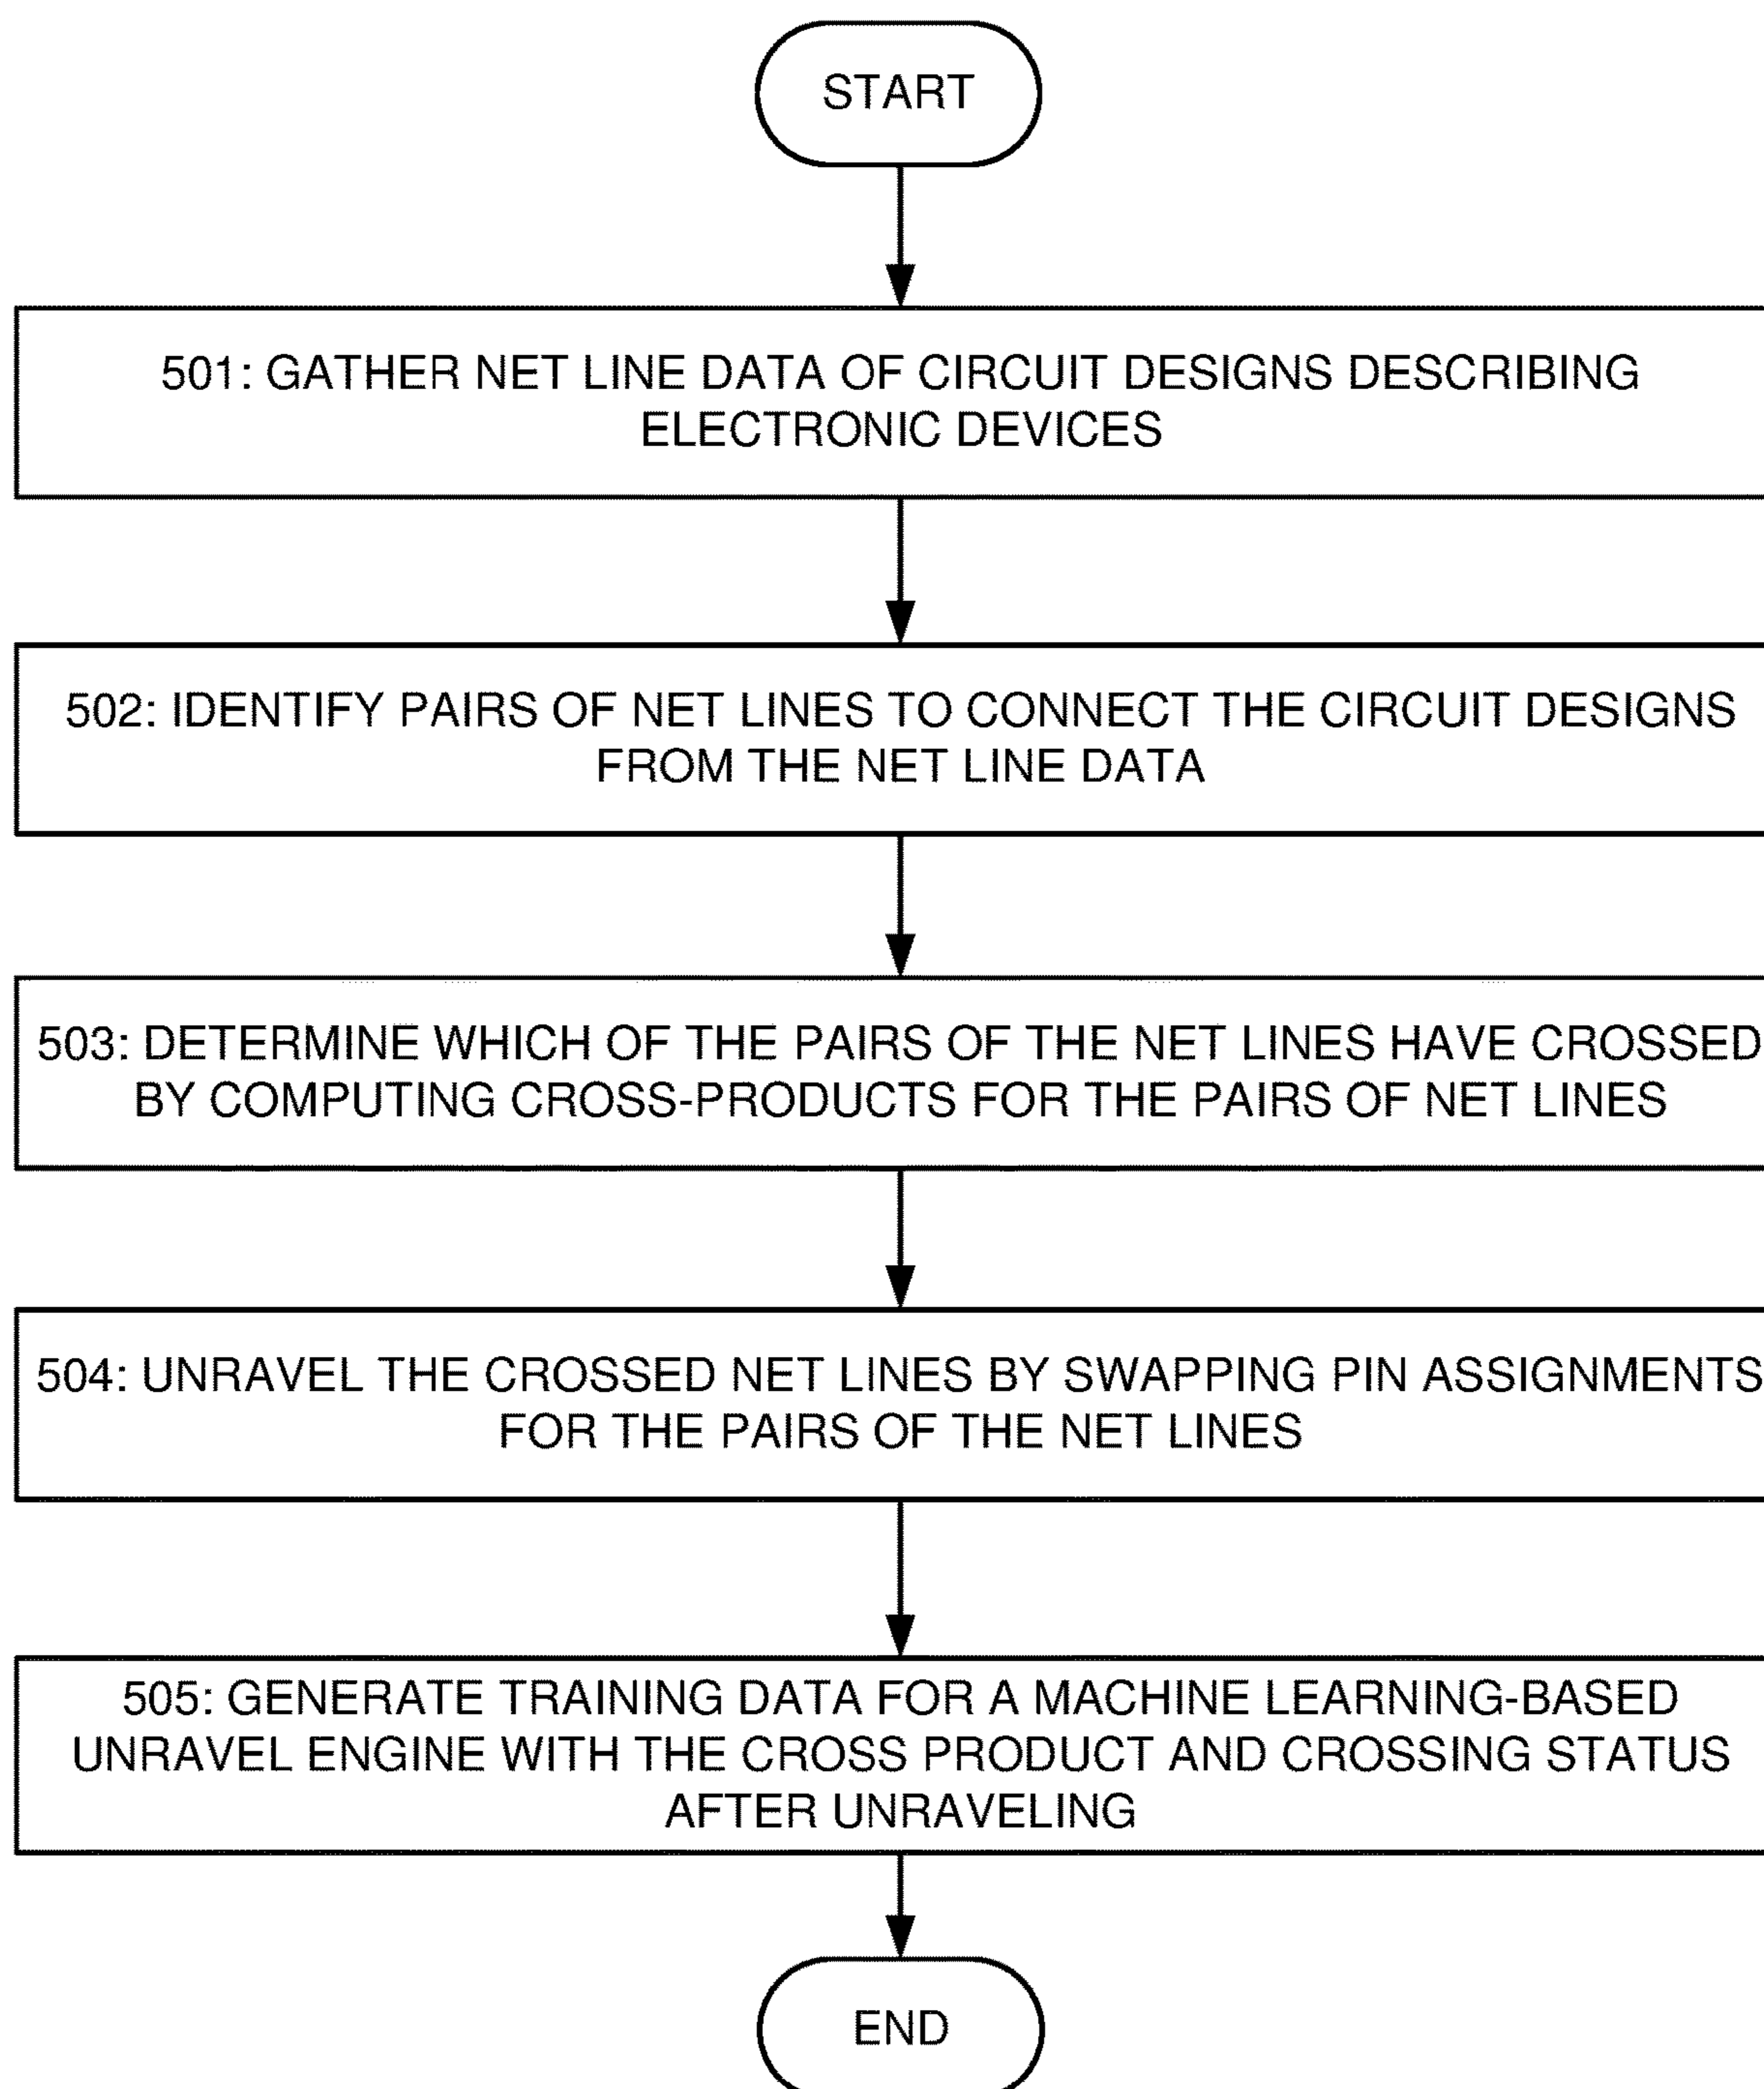 START
501: GATHER NET LINE DATA OF CIRCUIT DESIGNS DESCRIBING
ELECTRONIC DEVICES
502: IDENTIFY PAIRS OF NET LINES TO CONNECT THE CIRCUIT DESIGNS
FROM THE NET LINE DATA
503: DETERMINE WHICH OF THE PAIRS OF THE NET LINES HAVE CROSSED
BY COMPUTING CROSS-PRODUCTS FOR THE PAIRS OF NET LINES
504: UNRAVEL THE CROSSED NET LINES BY SWAPPING PIN ASSIGNMENTS
FOR THE PAIRS OF THE NET LINES
505: GENERATE TRAINING DATA FOR A MACHINE LEARNING-BASED
UNRAVEL ENGINE WITH THE CROSS PRODUCT AND CROSSING STATUS
AFTER UNRAVELING
END